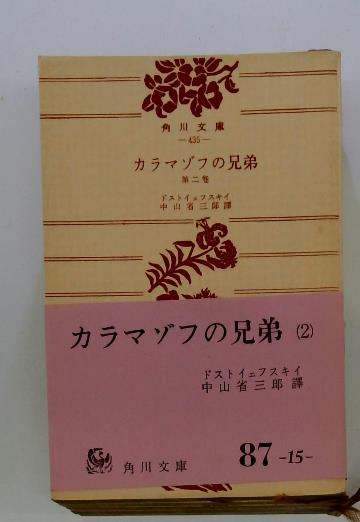 角川文庫
―435―
カラマゾフの兄弟
第二巻
ドストイェフスキイ
中山省三郎譯
カラマゾフの兄弟 (2)
ドストイェフスキイ
中山省三郎譯
角川文庫
87 -15-